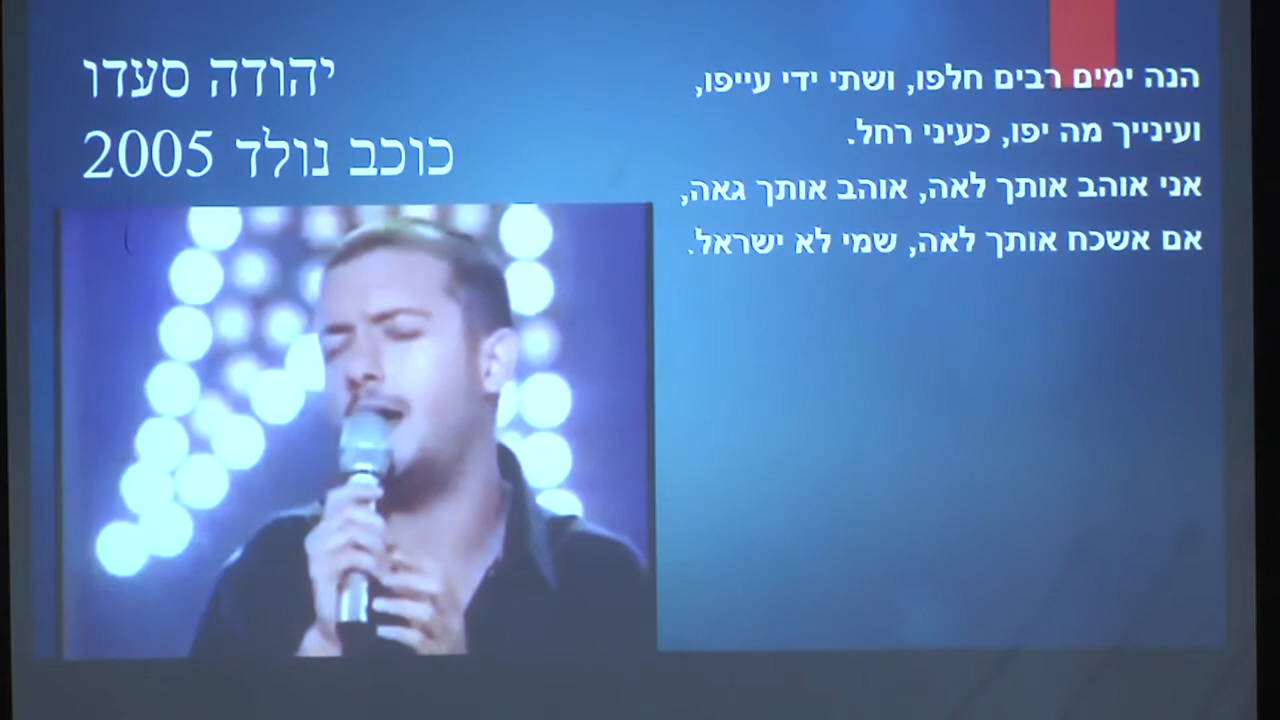 יהודה סעדו
כוכב נולד 2005
הנה ימים רבים חלפו, ושתי ידי עייפו,
ועינייך מה יפו, כעיני רחל.
אני אוהב אותך לאה, אוהב אותך גאה,
אם אשכח אותך לאה, שמי לא ישראל.